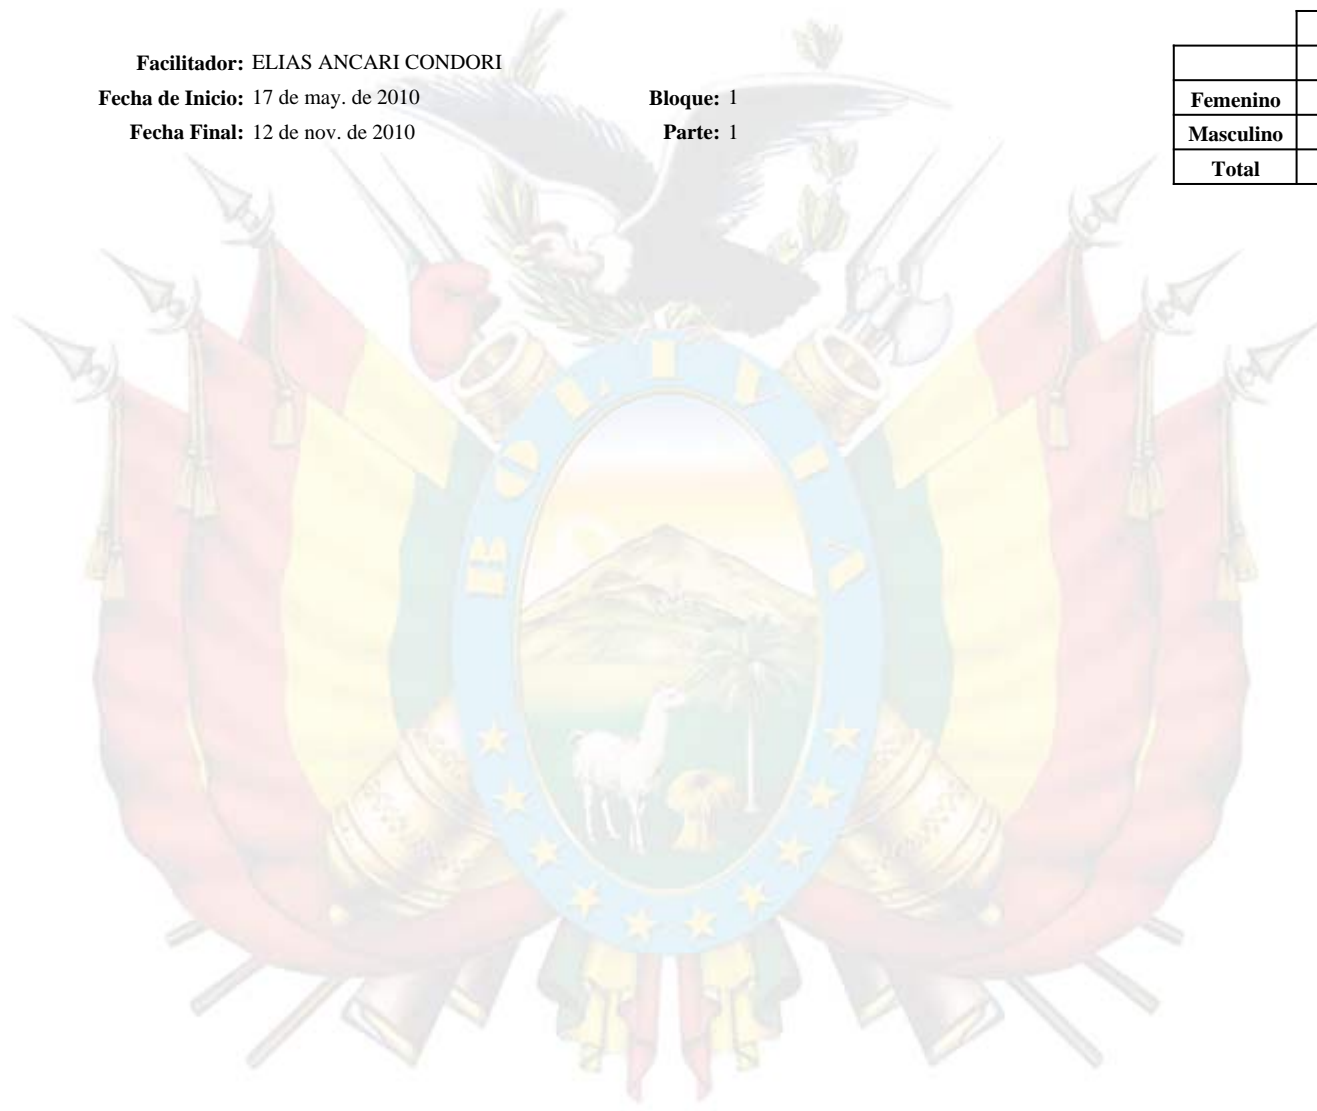 Facilitador: ELIAS ANCARI CONDORI
Fecha de Inicio: 17 de may. de 2010 Bloque: 1
Fecha Final: 12 de nov. de 2010 Parte: 1
Femenino
Masculino
Total
BOLIVIA